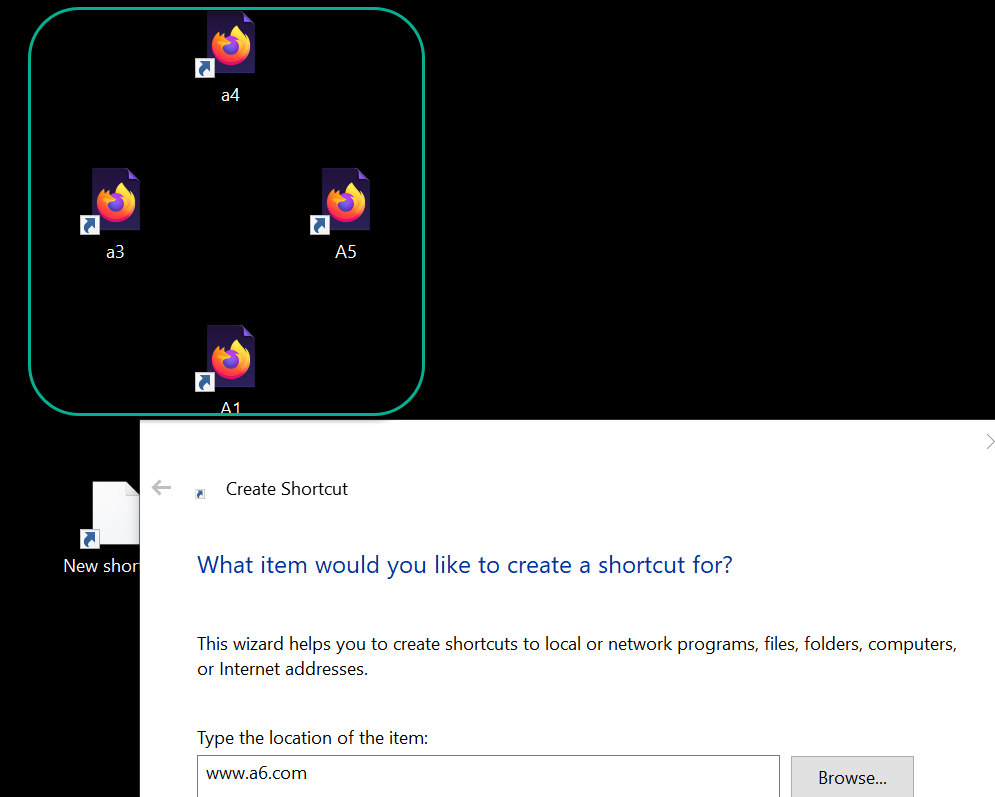 a4
a3
A5
A1
Create Shortcut
What item would you like to create a shortcut for?
New shor
This wizard helps you to create shortcuts to local or network programs, files, folders, computers,
or Internet addresses.
Type the location of the item:
www.a6.com
Browse...